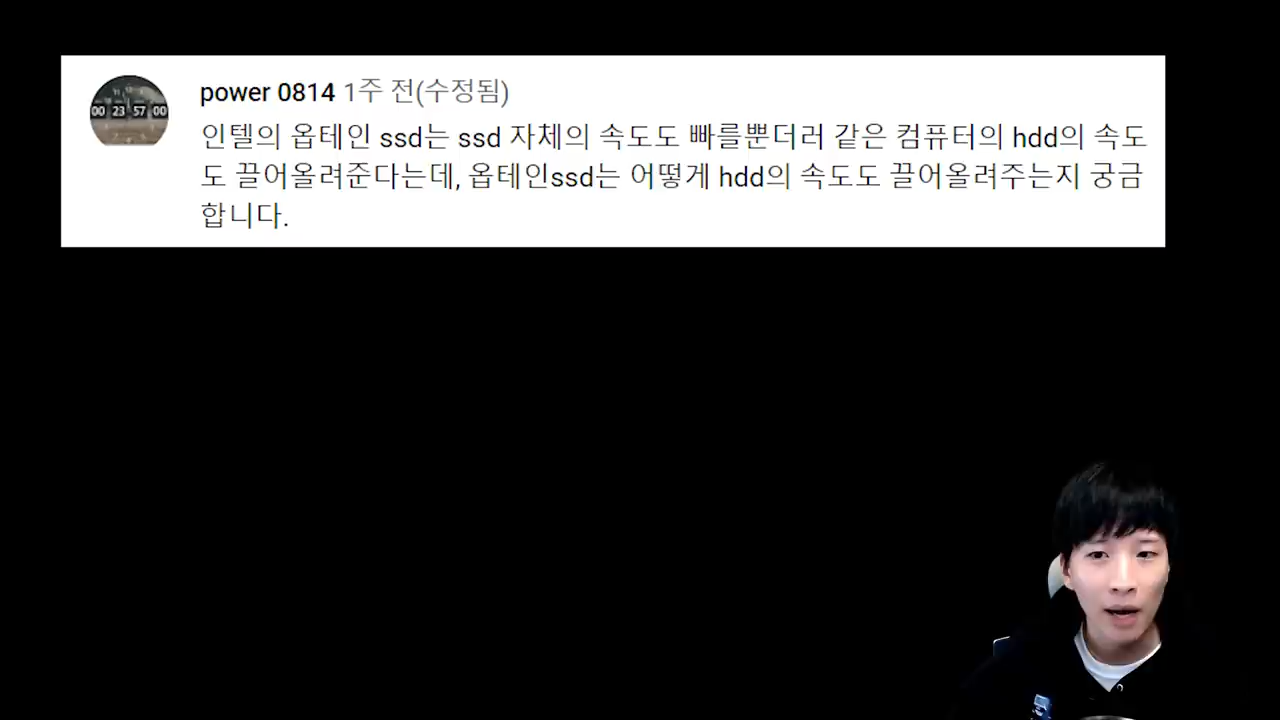 power 0814 1주 전(수정됨)
인텔의 옵테인 ssd는 ssd 자체의 속도도 빠를뿐더러 같은 컴퓨터의 hdd의 속도
도 끌어올려준다는데, 옵테인ssd는 어떻게 hdd의 속도도 끌어올려주는지 궁금
합니다.
00 23 57 00